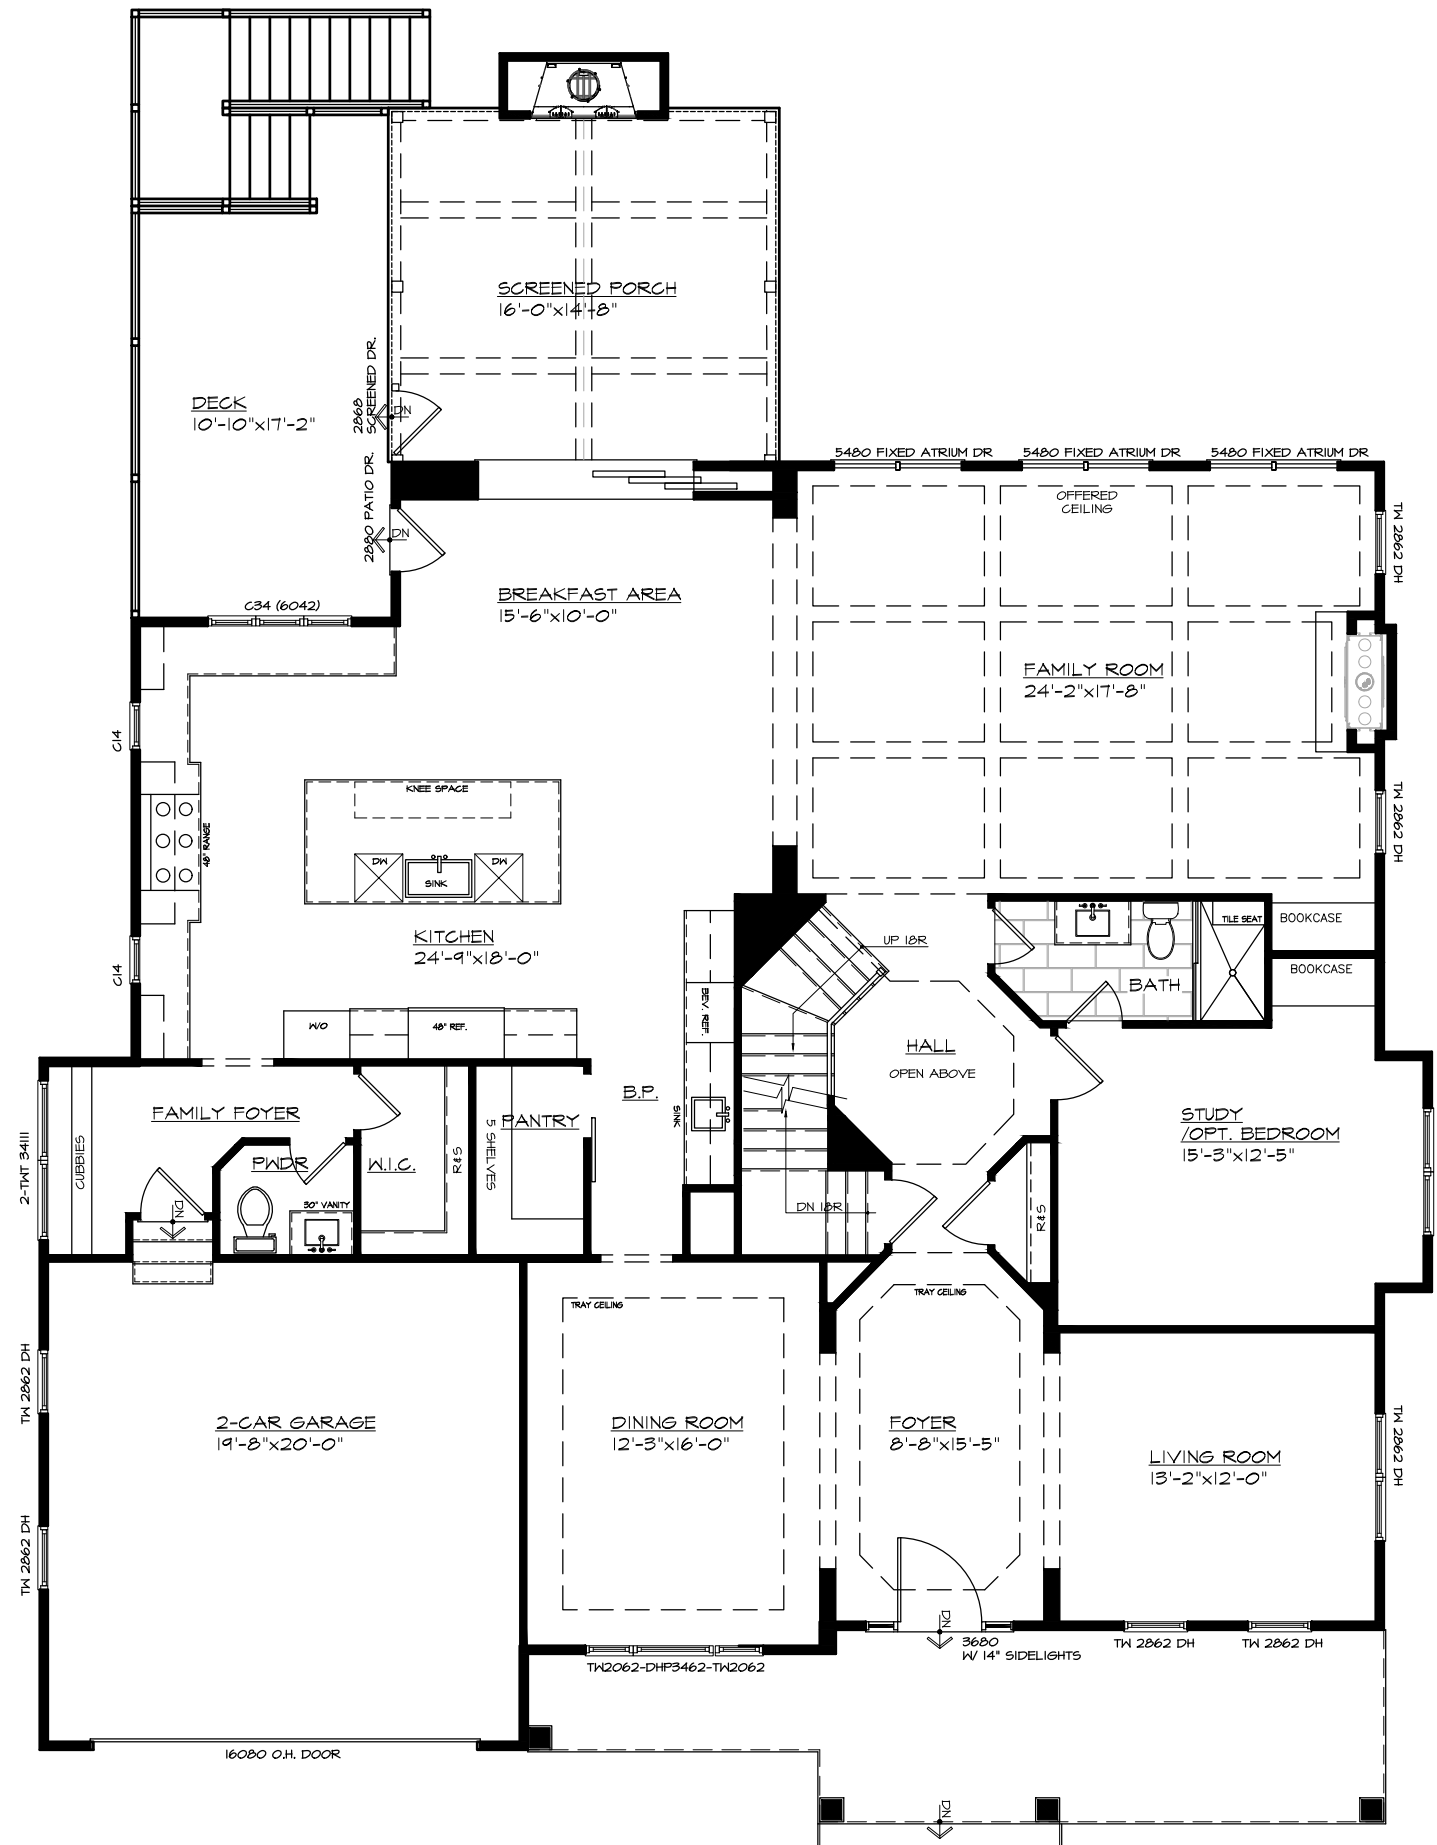 SCREENED PORCH
16'-0"x14'-8"
2868
SCREENED DR.
DN
DECK
10'-10"x17'-2"
2880 PATIO DR.
DN
5480 FIXED ATRIUM DR
5480 FIXED ATRIUM DR
5480 FIXED ATRIUM DR
OFFERED
CEILING
TW 2862 DH
C34 (6042)
BREAKFAST AREA
15'-6"x10'-0"
FAMILY ROOM
24'-2"x17'-8"
C14
TW 2862 DH
KNEE SPACE
48" RANGE
DW
SINK
DW
KITCHEN
24'-9"x18'-0"
C14
UP 18R
TILE SEAT
BOOKCASE
BOOKCASE
BATH
BEV. REF.
W/O
48" REF.
HALL
OPEN ABOVE
B.P.
SINK
FAMILY FOYER
2-TWT 34111
CUBBIES
PWDR
W.I.C.
R&S
PANTRY
5 SHELVES
STUDY
/OPT. BEDROOM
15'-3"x12'-5"
30" VANITY
DN
DN 18R
R&S
TRAY CEILING
TRAY CEILING
TW 2862 DH
2-CAR GARAGE
19'-8"x20'-0"
DINING ROOM
12'-3"x16'-0"
FOYER
8'-8"x15'-5"
LIVING ROOM
13'-2"x12'-0"
TW 2862 DH
TW 2862 DH
DN
3680
W/ 14" SIDELIGHTS
TW 2862 DH
TW 2862 DH
TW2062-DHP3462-TW2062
16080 O.H. DOOR
DN